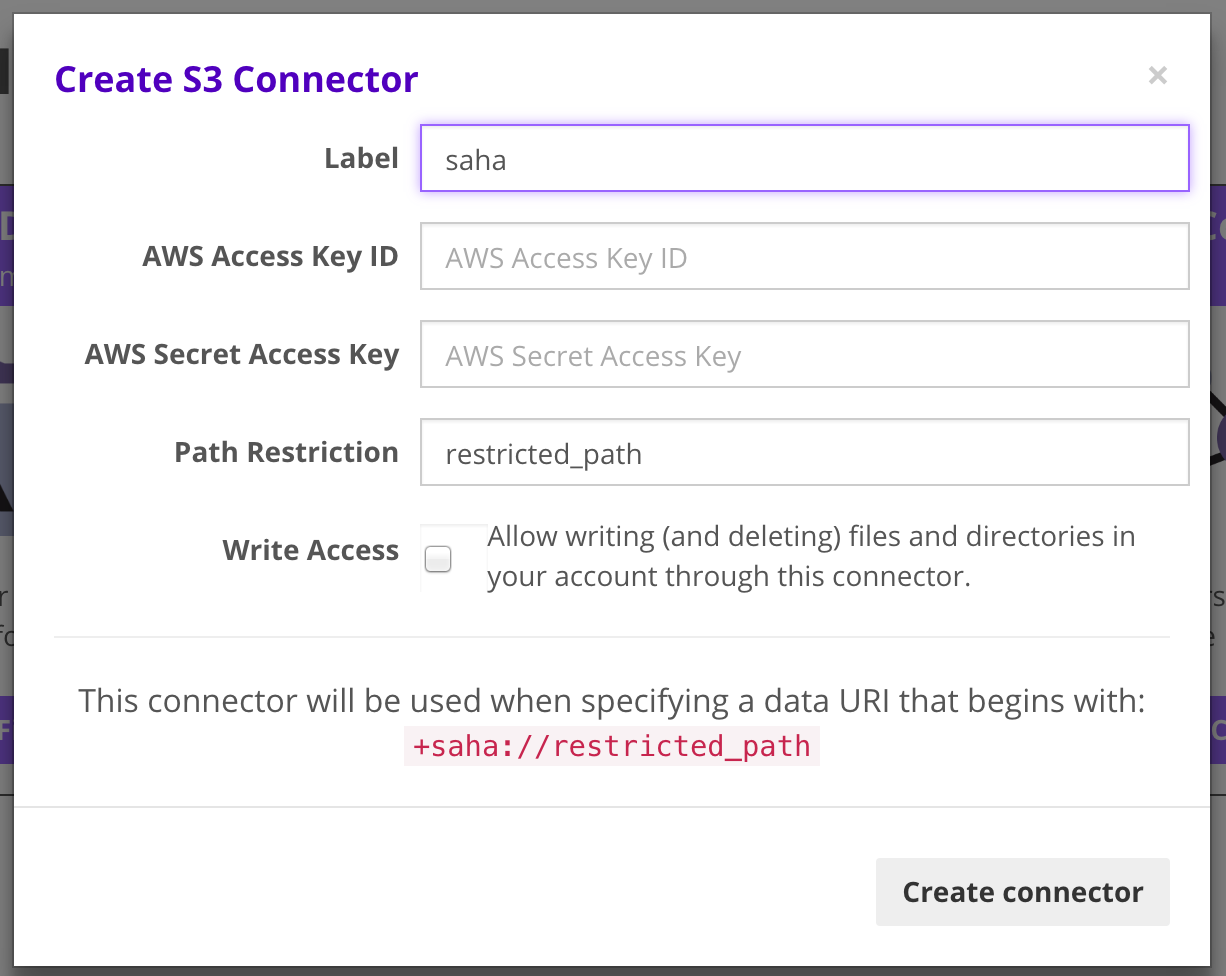 Create S3 Connector ×
Label saha
AWS Access Key ID AWS Access Key ID
AWS Secret Access Key AWS Secret Access Key
Path Restriction restricted_path
Write Access Allow writing (and deleting) files and directories in
your account through this connector.
This connector will be used when specifying a data URI that begins with:
+saha://restricted_path
Create connector